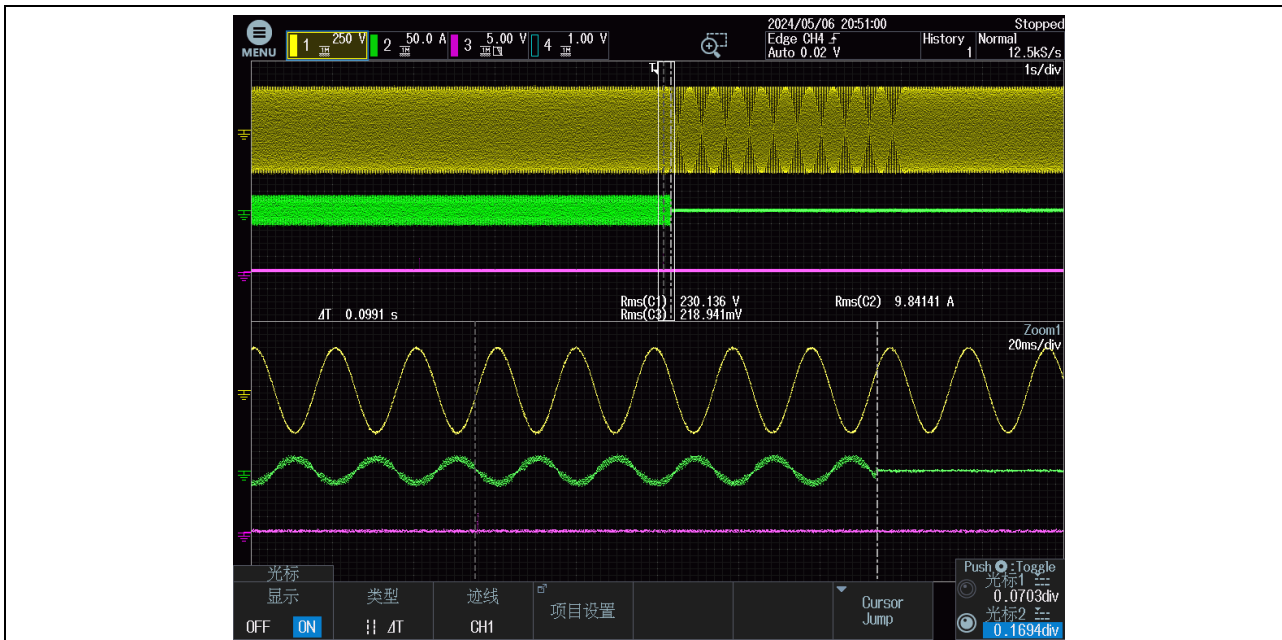 2024/05/06 20:51:00 Stopped
MENU 1 250 V 2 50.0 A 3 5.00 V 4 1.00 V Edge CH4 History Normal
Auto 0.02 V 1 12.5kS/s
T 1s/div
Rms(C1) 230.136 V Rms(C2) 9.84141 A
ΔT 0.0991 s Rms(C3) 218.941mV
Zoom1
20ms/div
光标 Push :Toggle
显示 类型 迹线 项目设置 Cursor Jump 光标1
0.0703div
OFF ON ΔT CH1 光标2
0.1694div